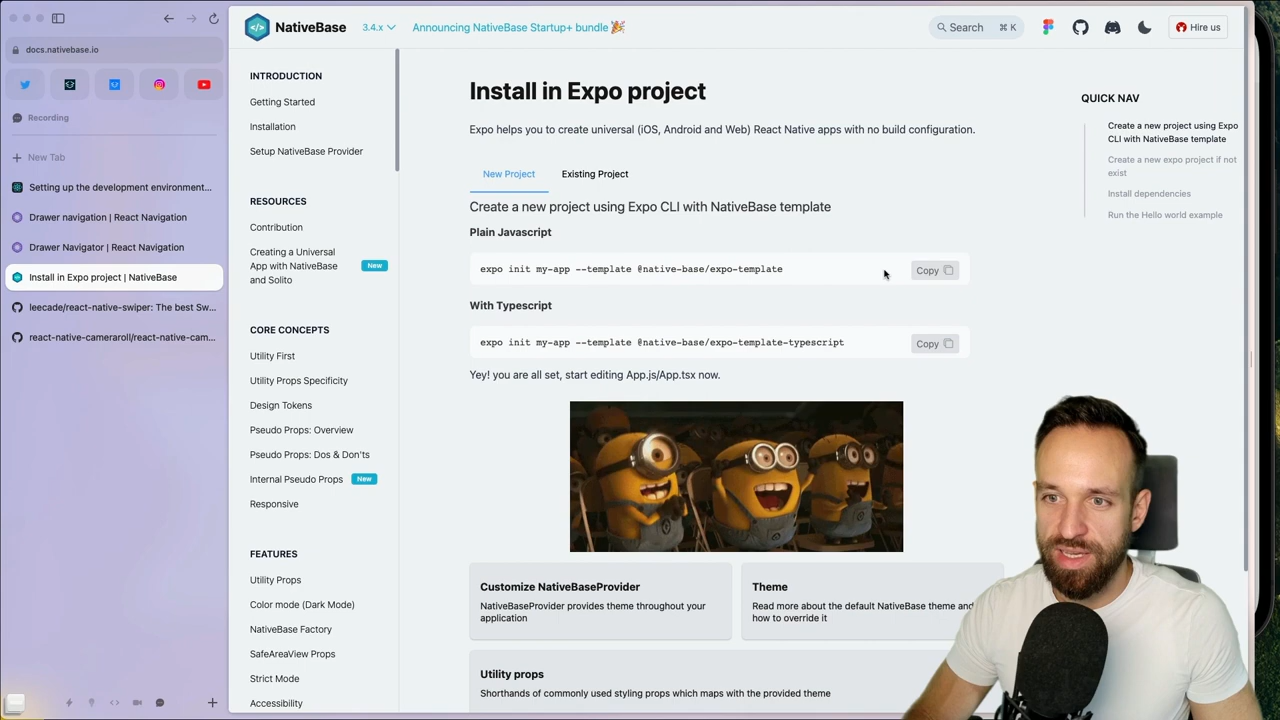 docs.nativebase.io
Recording
New Tab
Setting up the development environment...
Drawer navigation | React Navigation
Drawer Navigator | React Navigation
Install in Expo project | NativeBase
leecade/react-native-swiper: The best Sw...
react-native-cameraroll/react-native-cam...
NativeBase
3.4.x
Announcing NativeBase Startup+ bundle 🎉
Search
⌘ K
Hire us
INTRODUCTION
Getting Started
Installation
Setup NativeBase Provider
RESOURCES
Contribution
Creating a Universal
App with NativeBase
and Solito
New
CORE CONCEPTS
Utility First
Utility Props Specificity
Design Tokens
Pseudo Props: Overview
Pseudo Props: Dos & Don'ts
Internal Pseudo Props
New
Responsive
FEATURES
Utility Props
Color mode (Dark Mode)
NativeBase Factory
SafeAreaView Props
Strict Mode
Accessibility
Install in Expo project
Expo helps you to create universal (iOS, Android and Web) React Native apps with no build configuration.
New Project
Existing Project
Create a new project using Expo CLI with NativeBase template
Plain Javascript
expo init my-app --template @native-base/expo-template
Copy
With Typescript
expo init my-app --template @native-base/expo-template-typescript
Copy
Yey! you are all set, start editing App.js/App.tsx now.
Customize NativeBaseProvider
NativeBaseProvider provides theme throughout your
application
Theme
Read more about the default NativeBase theme and
how to override it
Utility props
Shorthands of commonly used styling props which maps with the provided theme
QUICK NAV
Create a new project using Expo
CLI with NativeBase template
Create a new expo project if not
exist
Install dependencies
Run the Hello world example